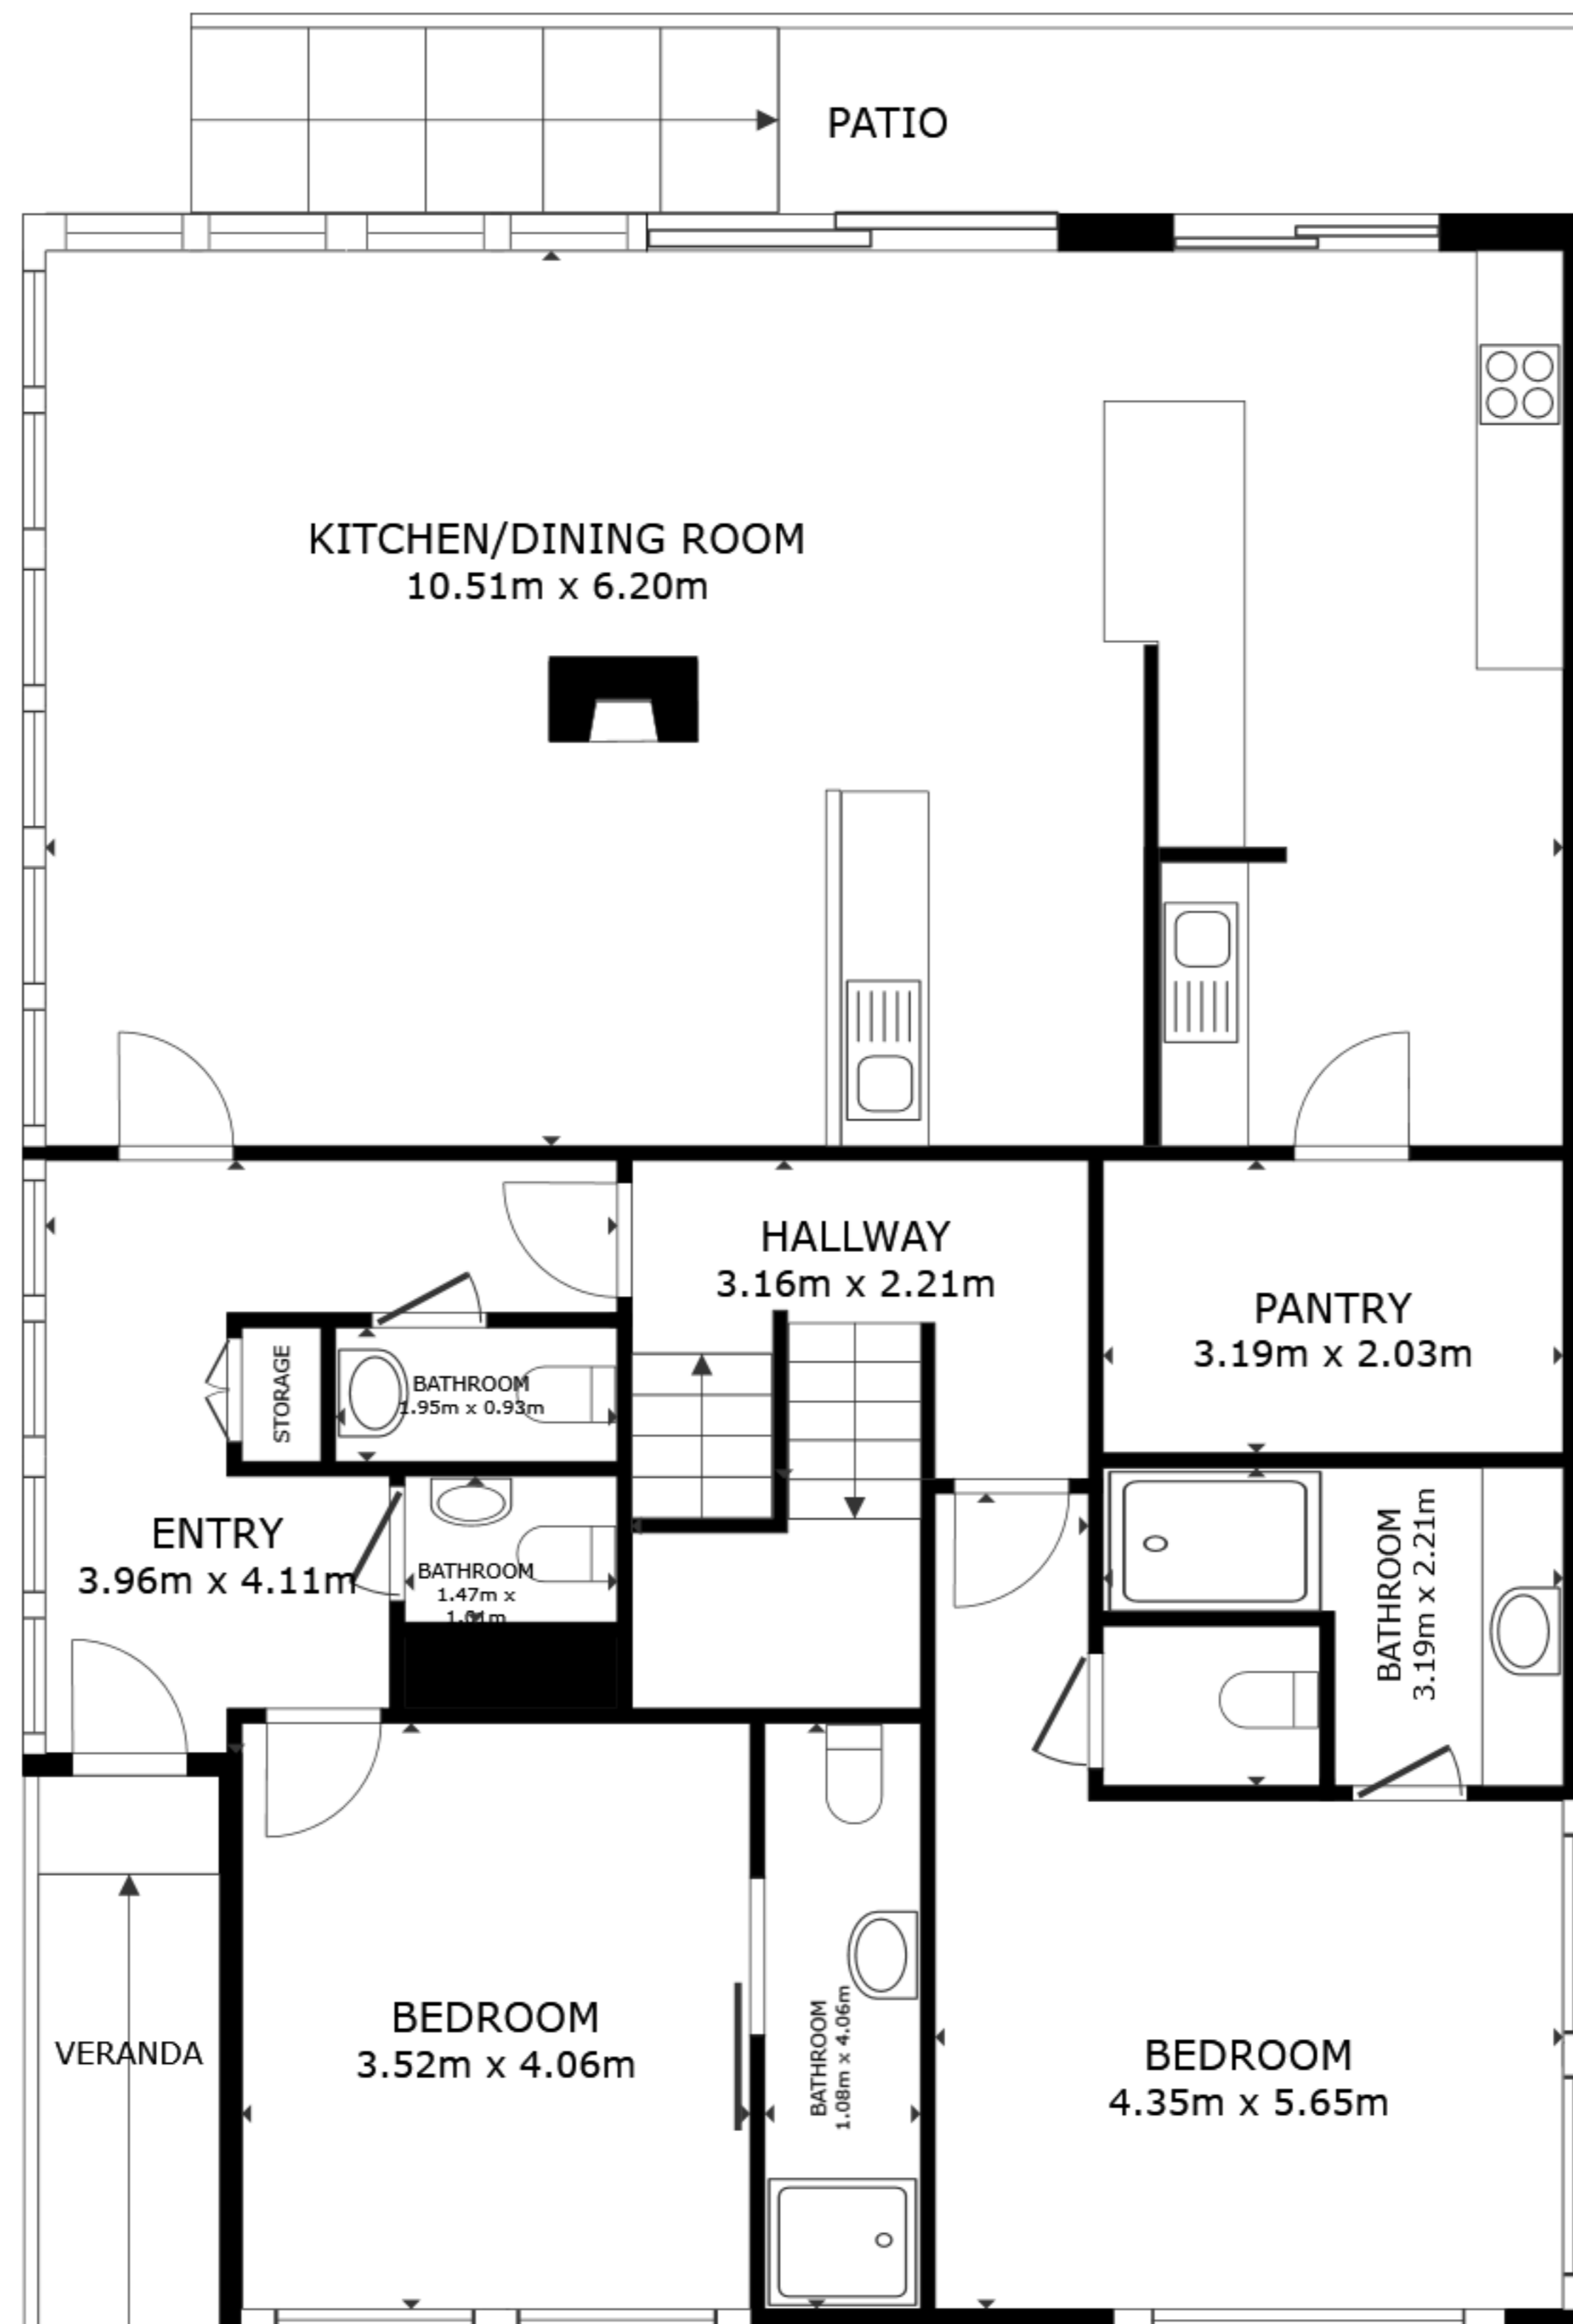 PATIO
KITCHEN/DINING ROOM
10.51m x 6.20m
HALLWAY
3.16m x 2.21m
PANTRY
3.19m x 2.03m
STORAGE
BATHROOM
1.95m x 0.93m
ENTRY
3.96m x 4.11m
BATHROOM
1.47m x
1.01m
BATHROOM
3.19m x 2.21m
VERANDA
BEDROOM
3.52m x 4.06m
BATHROOM
1.08m x 4.06m
BEDROOM
4.35m x 5.65m